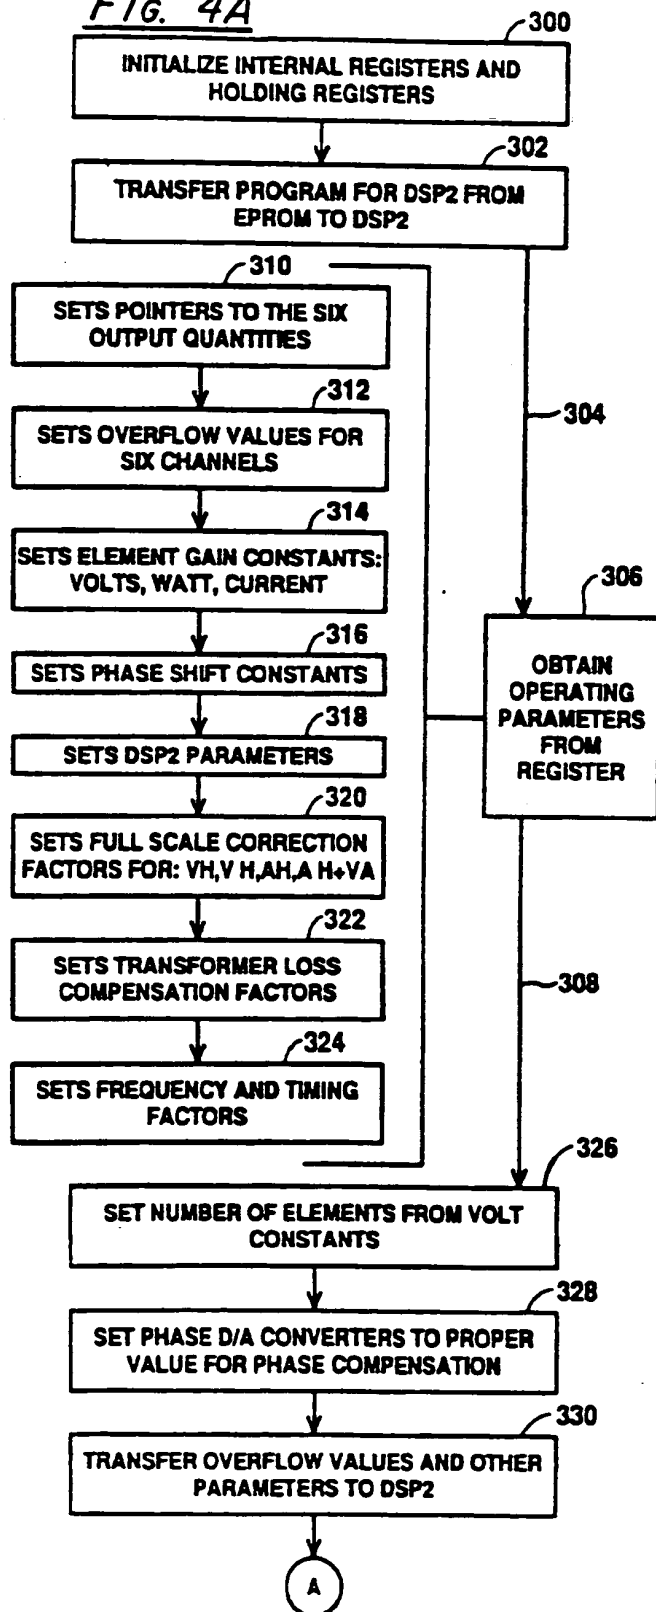 FIG. 4A
300
INITIALIZE INTERNAL REGISTERS AND
HOLDING REGISTERS
302
TRANSFER PROGRAM FOR DSP2 FROM
EPROM TO DSP2
310
SETS POINTERS TO THE SIX
OUTPUT QUANTITIES
312
SETS OVERFLOW VALUES FOR
SIX CHANNELS
304
314
SETS ELEMENT GAIN CONSTANTS:
VOLTS, WATT, CURRENT
306
OBTAIN
OPERATING
PARAMETERS
FROM
REGISTER
316
SETS PHASE SHIFT CONSTANTS
318
SETS DSP2 PARAMETERS
320
SETS FULL SCALE CORRECTION
FACTORS FOR: VH,V H,AH,A H+VA
322
SETS TRANSFORMER LOSS
COMPENSATION FACTORS
308
324
SETS FREQUENCY AND TIMING
FACTORS
326
SET NUMBER OF ELEMENTS FROM VOLT
CONSTANTS
328
SET PHASE D/A CONVERTERS TO PROPER
VALUE FOR PHASE COMPENSATION
330
TRANSFER OVERFLOW VALUES AND OTHER
PARAMETERS TO DSP2
A